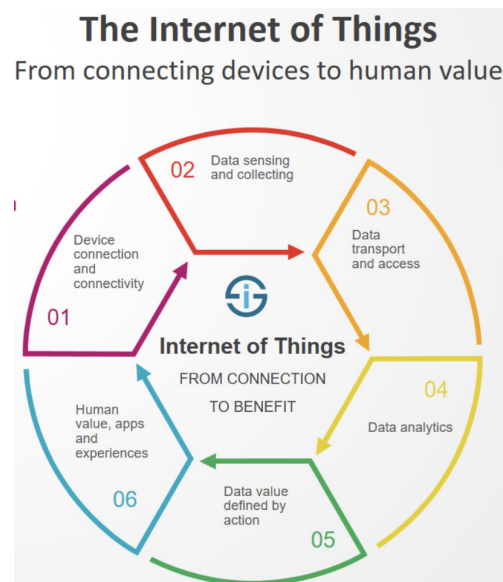 The Internet of Things
From connecting devices to human value
02
Data sensing
and collecting
03
Data
transport
and access
Device
connection
and
connectivity
01
i
Internet of Things
FROM CONNECTION
TO BENEFIT
04
Data analytics
Human
value, apps
and
experiences
06
Data value
defined by
action
05